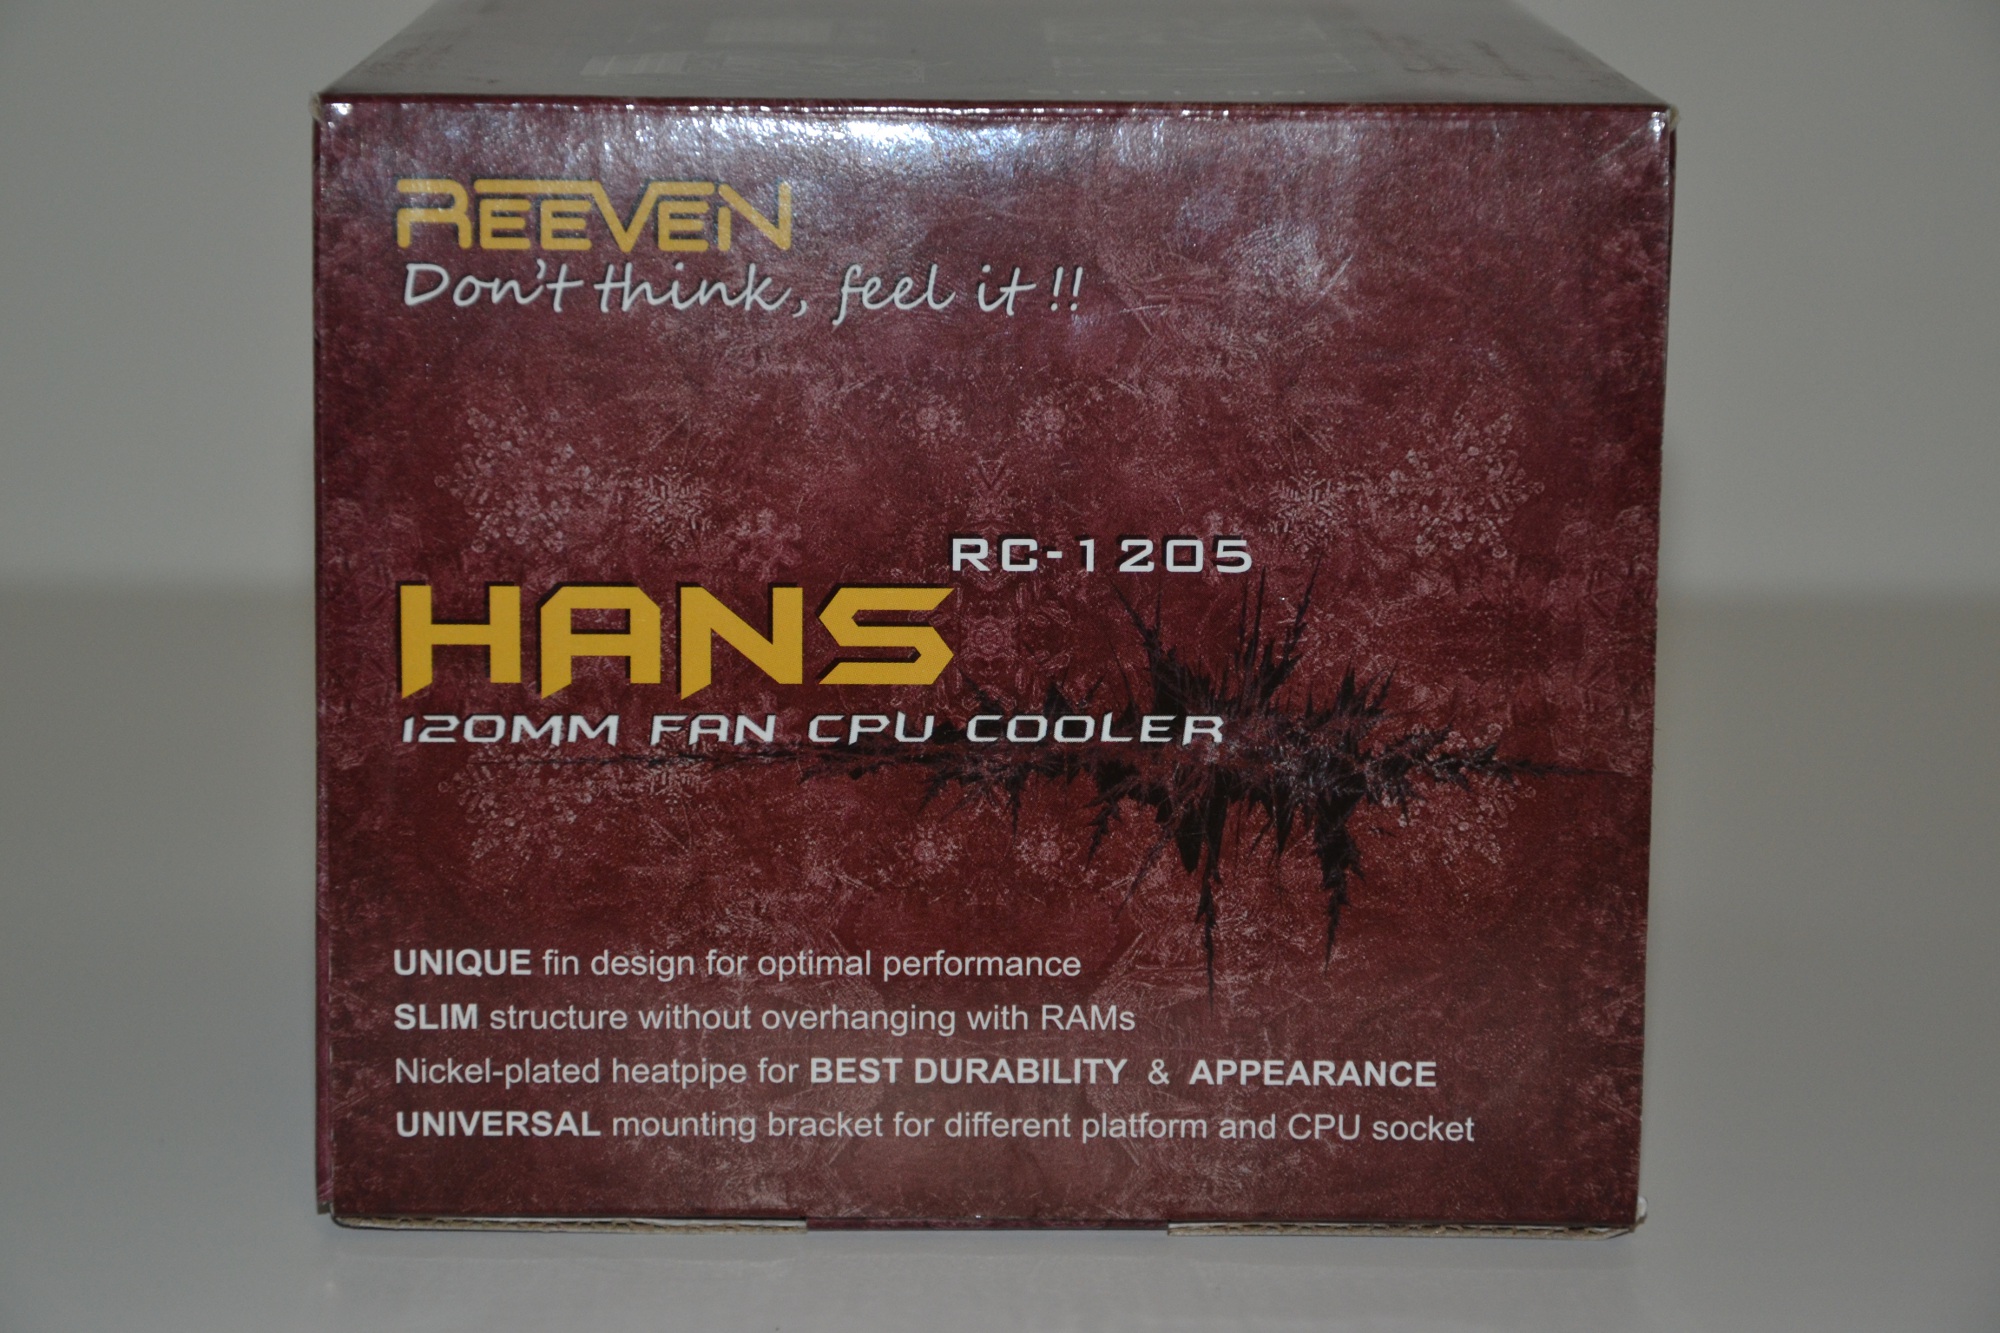 REEVEN
Don't think, feel it!!
RC-1205
HANS
120MM FAN CPU COOLER
UNIQUE fin design for optimal performance
SLIM structure without overhanging with RAMs
Nickel-plated heatpipe for BEST DURABILITY & APPEARANCE
UNIVERSAL mounting bracket for different platform and CPU socket